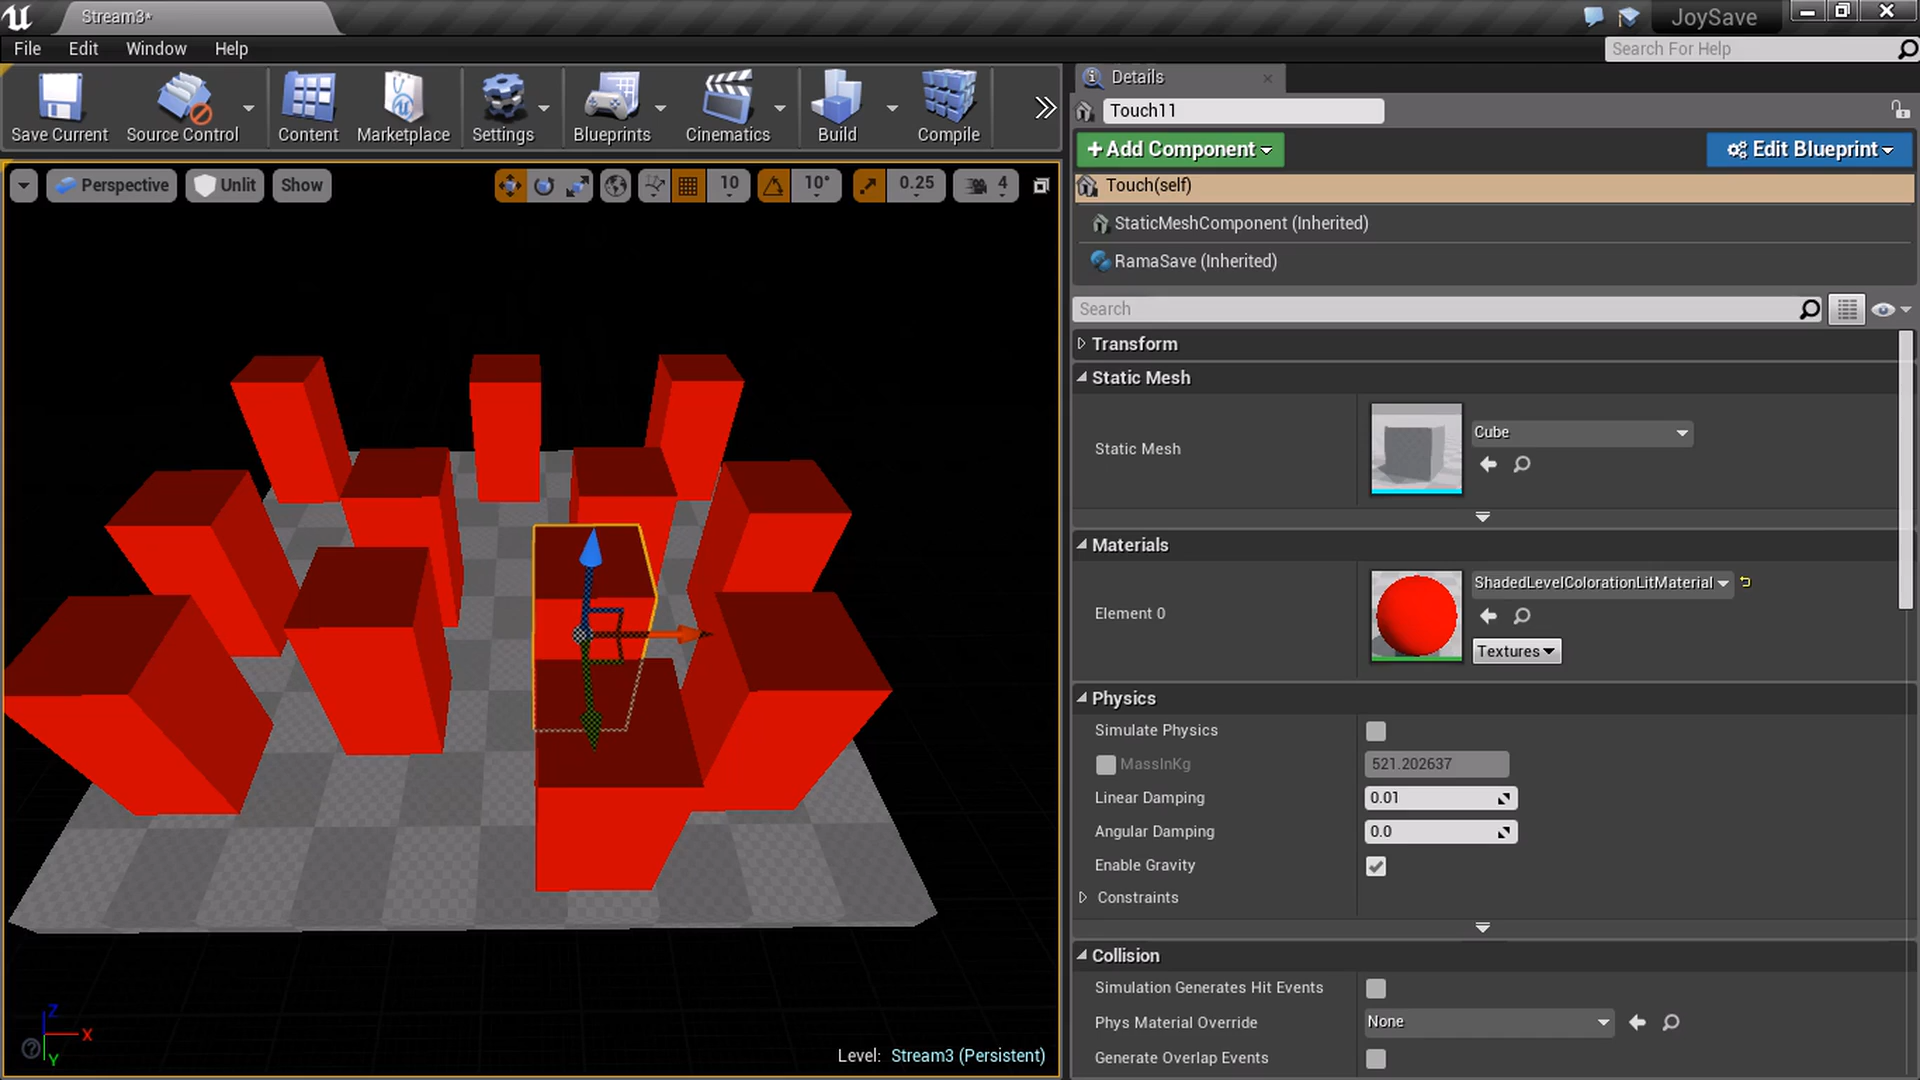 Stream3*
JoySave
File Edit Window Help
Search For Help
Save Current
Source Control
Content
Marketplace
Settings
Blueprints
Cinematics
Build
Compile
Details
Touch11
+Add Component
Edit Blueprint
Touch(self)
StaticMeshComponent (Inherited)
RamaSave (Inherited)
Search
Perspective
Unlit
Show
10
10°
0.25
4
Transform
Static Mesh
Static Mesh
Cube
Materials
Element 0
ShadedLevelColorationLitMaterial
Textures
Physics
Simulate Physics
MassInKg
521.202637
Linear Damping
0.01
Angular Damping
0.0
Enable Gravity
Constraints
Collision
Simulation Generates Hit Events
Phys Material Override
None
Generate Overlap Events
Z
X
Y
Level: Stream3 (Persistent)